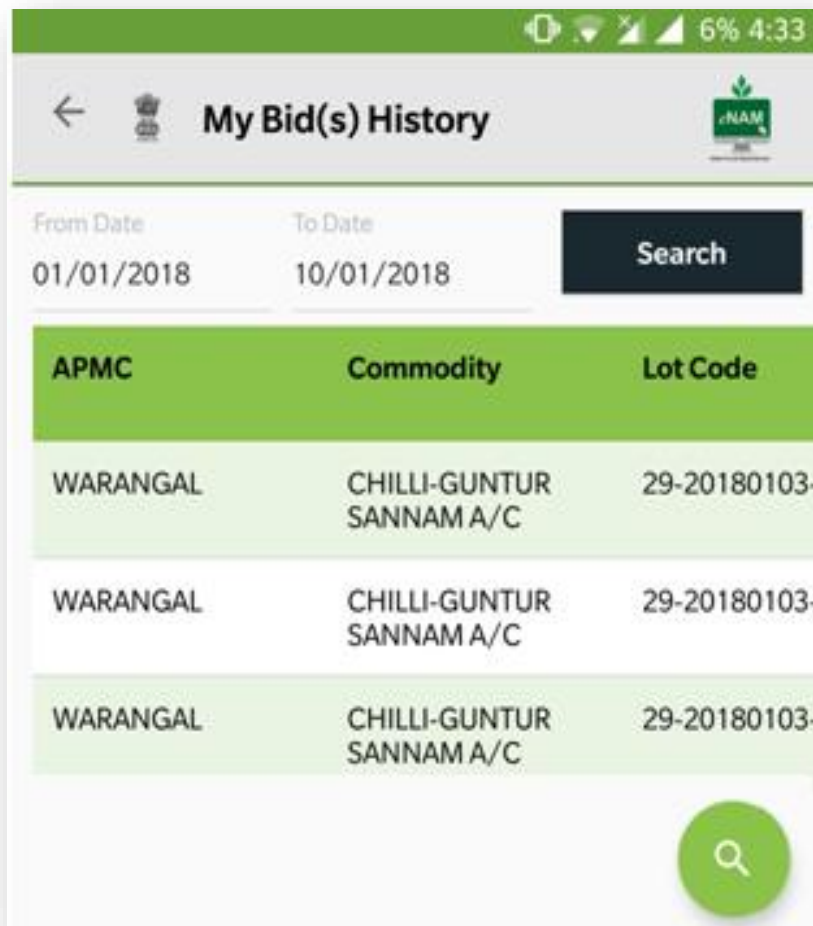 6% 4:33
My Bid(s) History
eNAM
From Date To Date
01/01/2018 10/01/2018 Search
APMC Commodity Lot Code
WARANGAL CHILLI-GUNTUR 29-20180103-
SANNAM A/C
WARANGAL CHILLI-GUNTUR 29-20180103-
SANNAM A/C
WARANGAL CHILLI-GUNTUR 29-20180103-
SANNAM A/C